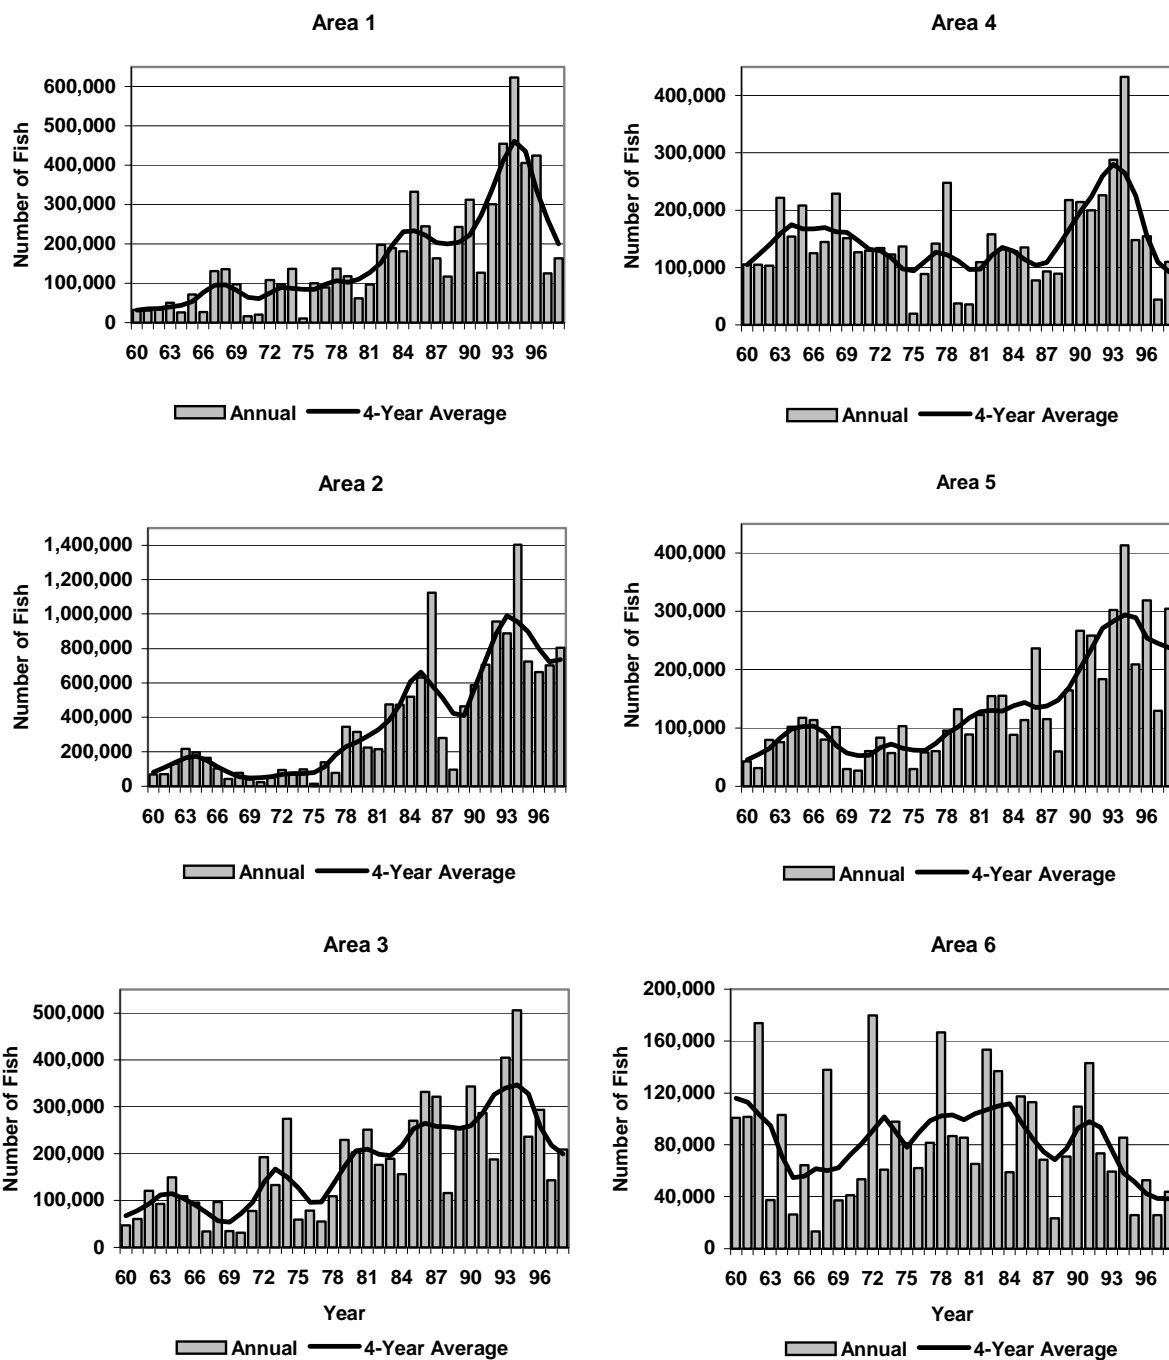 Area 1
Number of Fish
600,000
500,000
400,000
300,000
200,000
100,000
0
60 63 66 69 72 75 78 81 84 87 90 93 96
Annual 4-Year Average
Area 4
Number of Fish
400,000
300,000
200,000
100,000
0
60 63 66 69 72 75 78 81 84 87 90 93 96
Annual 4-Year Average
Area 2
Number of Fish
1,400,000
1,200,000
1,000,000
800,000
600,000
400,000
200,000
0
60 63 66 69 72 75 78 81 84 87 90 93 96
Annual 4-Year Average
Area 5
Number of Fish
400,000
300,000
200,000
100,000
0
60 63 66 69 72 75 78 81 84 87 90 93 96
Annual 4-Year Average
Area 3
Number of Fish
500,000
400,000
300,000
200,000
100,000
0
60 63 66 69 72 75 78 81 84 87 90 93 96
Year
Annual 4-Year Average
Area 6
Number of Fish
200,000
160,000
120,000
80,000
40,000
0
60 63 66 69 72 75 78 81 84 87 90 93 96
Year
Annual 4-Year Average